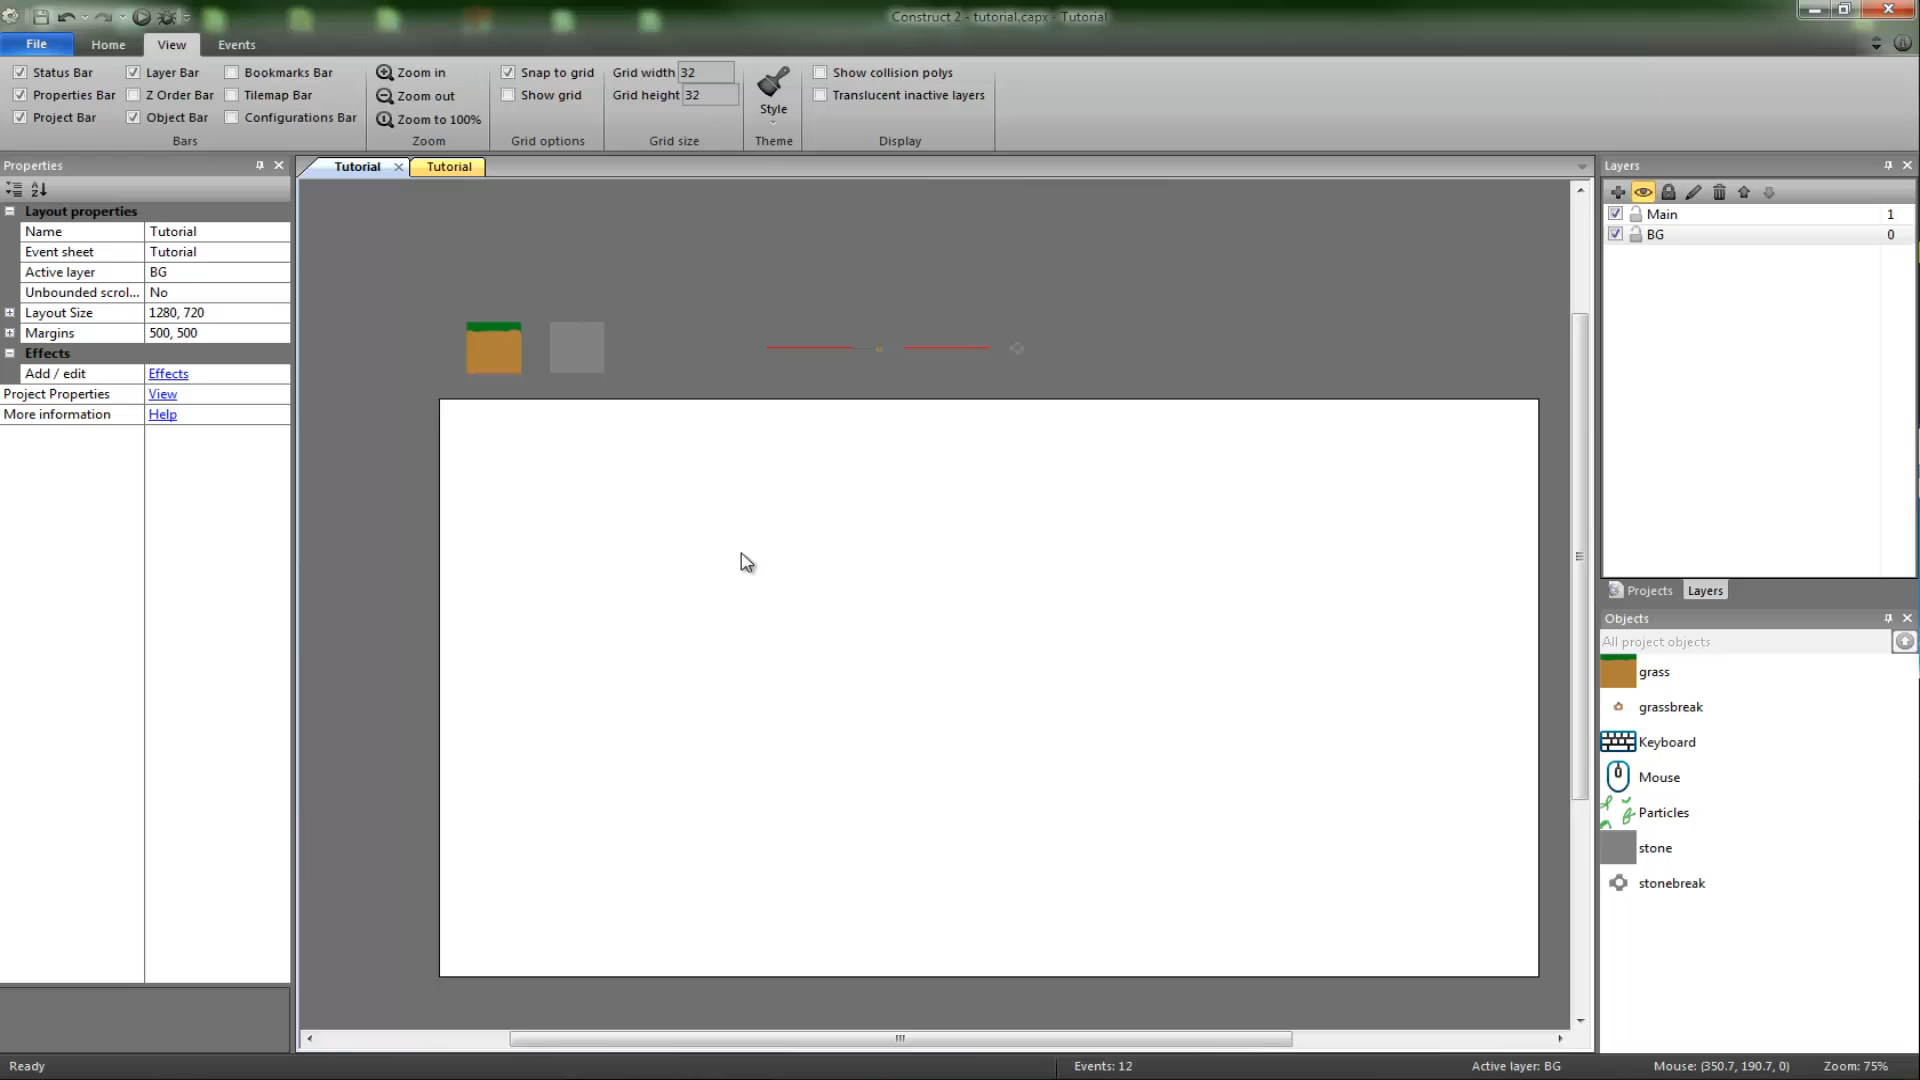 Construct 2 - tutorial.capx - Tutorial
File Home View Events
Status Bar Layer Bar Bookmarks Bar Zoom in Snap to grid Grid width 32 Show collision polys
Properties Bar Z Order Bar Tilemap Bar Zoom out Show grid Grid height 32 Style Translucent inactive layers
Project Bar Object Bar Configurations Bar Zoom to 100%
Bars Zoom Grid options Grid size Theme Display
Properties
Layout properties
Name Tutorial
Event sheet Tutorial
Active layer BG
Unbounded scrol... No
Layout Size 1280, 720
Margins 500, 500
Effects
Add / edit Effects
Project Properties View
More information Help
Tutorial Tutorial
Layers
Main 1
BG 0
Projects Layers
Objects
All project objects
grass
grassbreak
Keyboard
Mouse
Particles
stone
stonebreak
Ready Events: 12 Active layer: BG Mouse: (350.7, 190.7, 0) Zoom: 75%